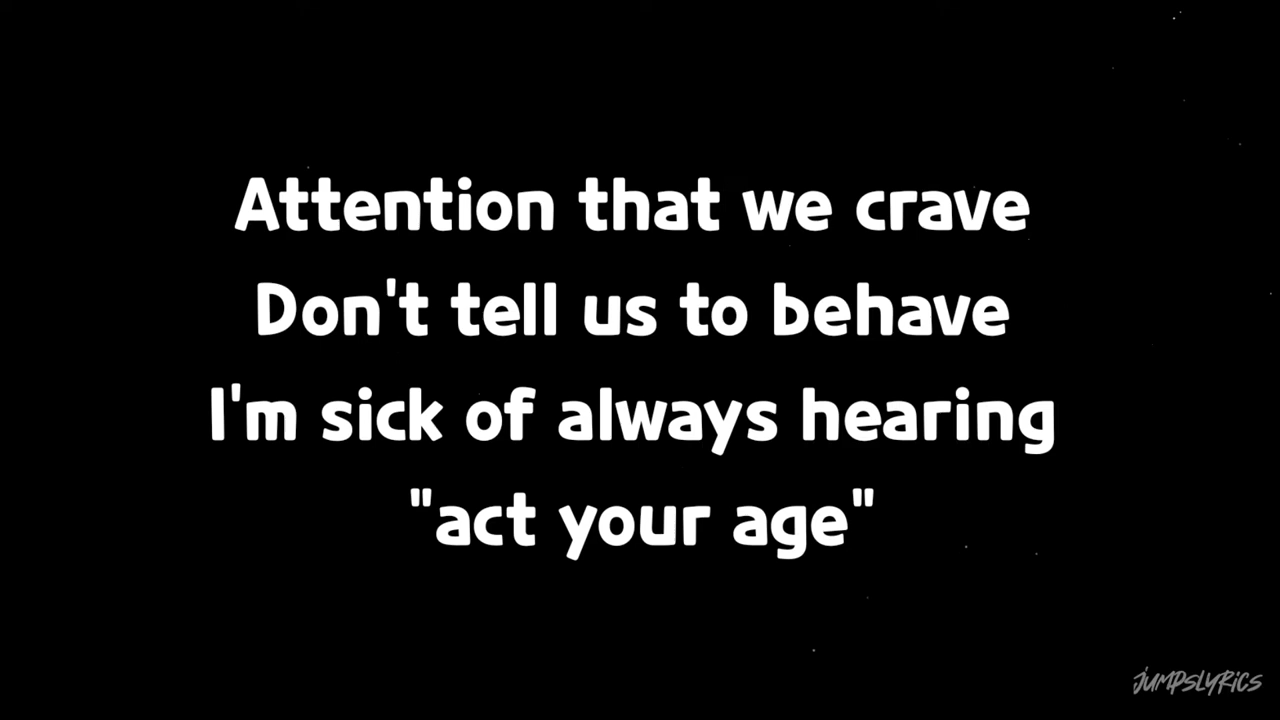 Attention that we crave
Don't tell us to behave
I'm sick of always hearing
"act your age"
JUMPSLYRICS